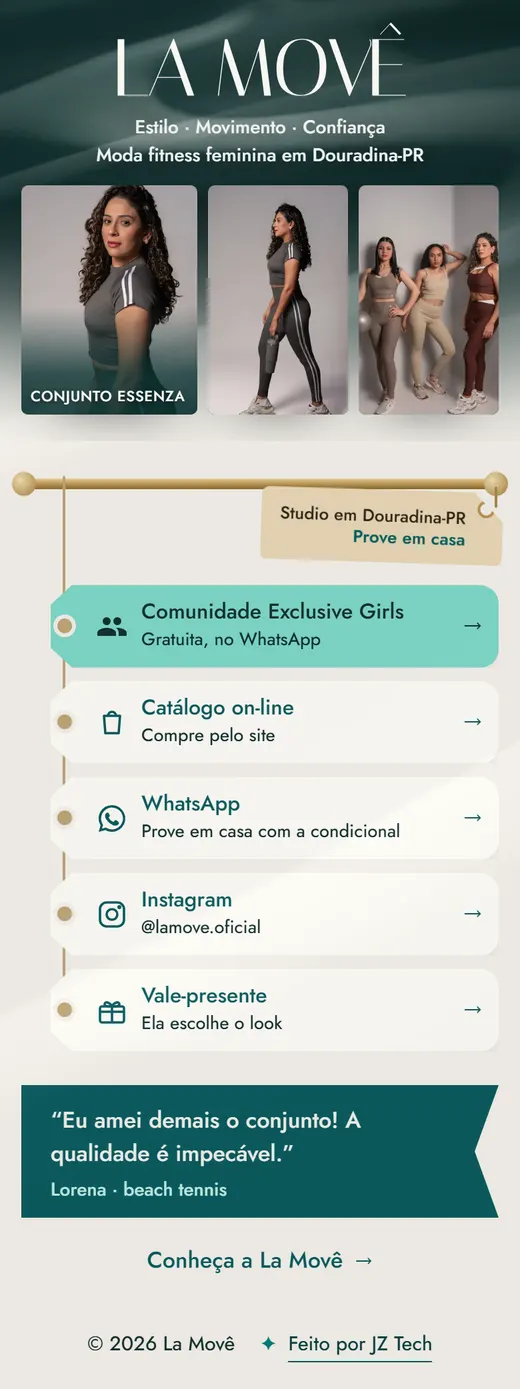 LA MOVÊ
Estilo · Movimento · Confiança
Moda fitness feminina em Douradina-PR
CONJUNTO ESSENZA
Studio em Douradina-PR
Prove em casa
Comunidade Exclusive Girls
Gratuita, no WhatsApp
→
Catálogo on-line
Compre pelo site
→
WhatsApp
Prove em casa com a condicional
→
Instagram
@lamove.oficial
→
Vale-presente
Ela escolhe o look
→
“Eu amei demais o conjunto! A
qualidade é impecável.”
Lorena · beach tennis
Conheça a La Movê →
© 2026 La Movê ✦ Feito por JZ Tech